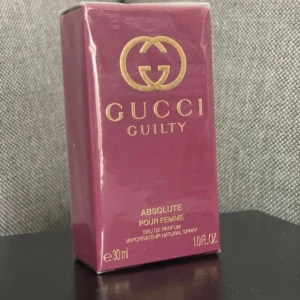 GUCCI
GUILTY
ABSOLUTE
POUR FEMME
EAU DE PARFUM
VAPORISATEUR NATURAL SPRAY
℮ 30ml 1.0 FL.OZ.